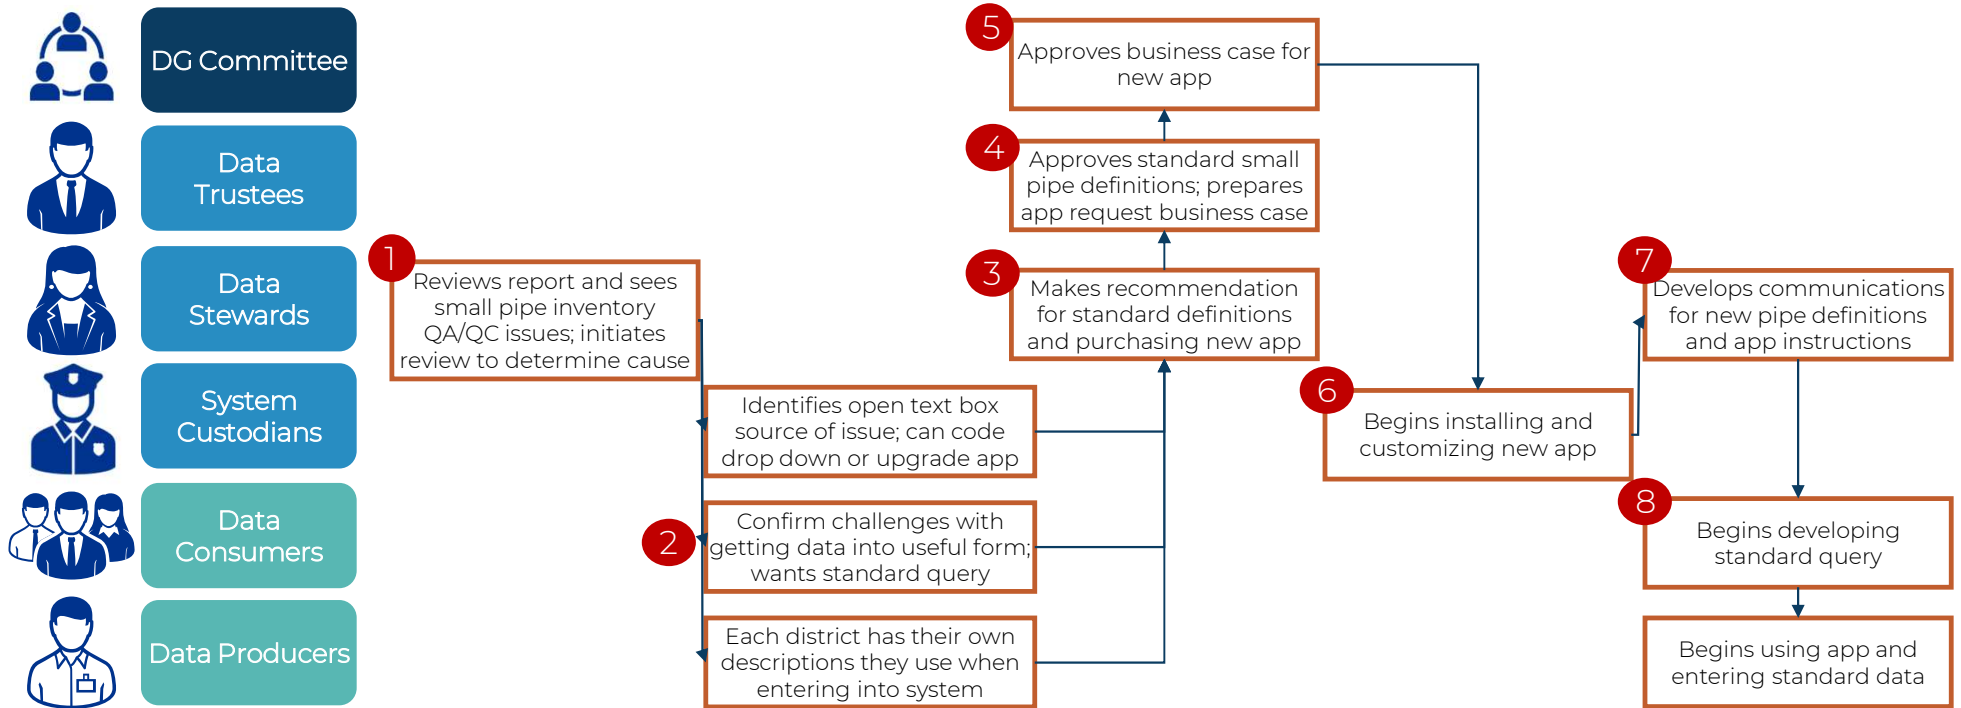 DG Committee
Data
Trustees
Data
Stewards
System
Custodians
Data
Consumers
Data Producers
1
Reviews report and sees
small pipe inventory
QA/QC issues; initiates
review to determine cause
2
Identifies open text box
source of issue; can code
drop down or upgrade app
Confirm challenges with
getting data into useful form;
wants standard query
Each district has their own
descriptions they use when
entering into system
3
Makes recommendation
for standard definitions
and purchasing new app
4
Approves standard small
pipe definitions; prepares
app request business case
5
Approves business case for
new app
6
Begins installing and
customizing new app
7
Develops communications
for new pipe definitions
and app instructions
8
Begins developing
standard query
Begins using app and
entering standard data